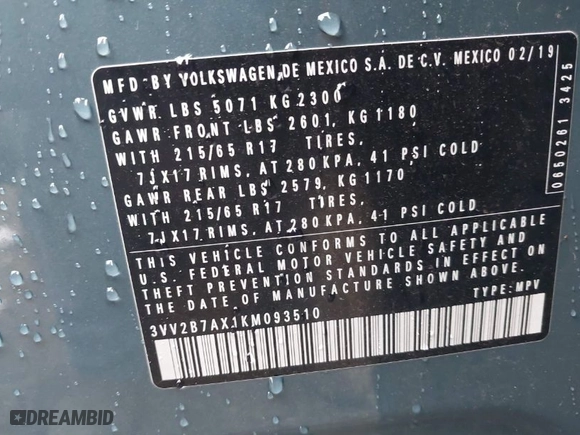 MFD BY VOLKSWAGEN DE MEXICO S.A. DE C.V. MEXICO 02/19
GVWR LBS 5071 KG 2300
GAWR FRONT LBS 2601, KG 1180
WITH 215/65 R17 TIRES,
7JX17 RIMS, AT 280 KPA, 41 PSI COLD
GAWR REAR LBS 2579, KG 1170
WITH 215/65 R17 TIRES,
7JX17 RIMS, AT 280 KPA, 41 PSI COLD
THIS VEHICLE CONFORMS TO ALL APPLICABLE
U.S. FEDERAL MOTOR VEHICLE SAFETY AND
THEFT PREVENTION STANDARDS IN EFFECT ON
THE DATE OF MANUFACTURE SHOWN ABOVE.
3VV2B7AX1KM093510 TYPE: MPV
0650261 3425
DREAMBID